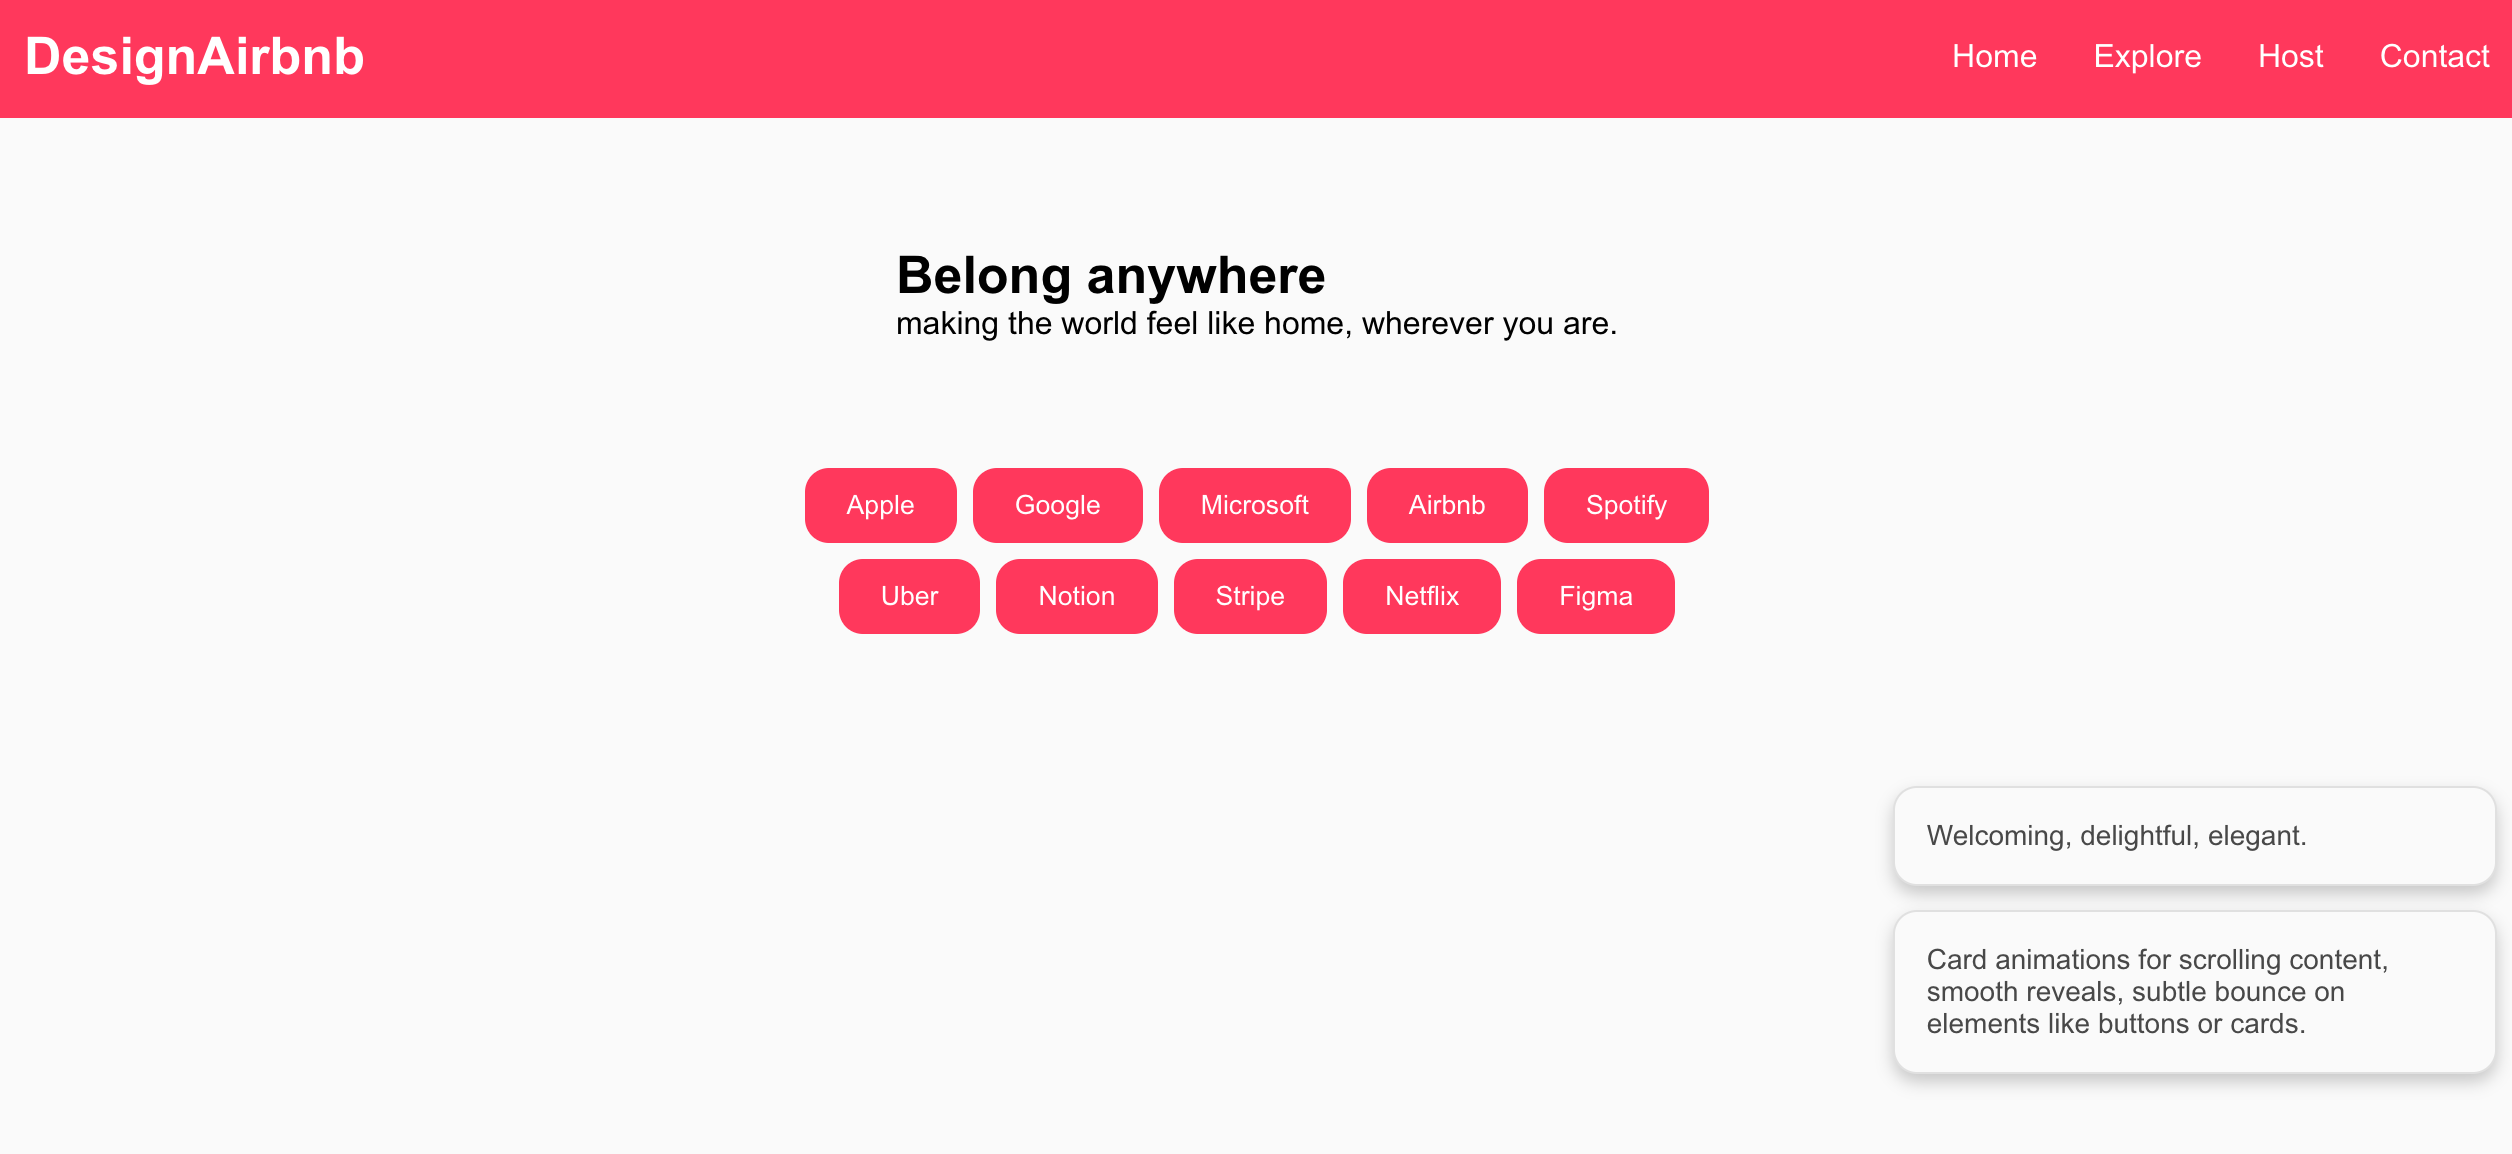 DesignAirbnb
Home Explore Host Contact
Belong anywhere
making the world feel like home, wherever you are.
Apple Google Microsoft Airbnb Spotify
Uber Notion Stripe Netflix Figma
Welcoming, delightful, elegant.
Card animations for scrolling content,
smooth reveals, subtle bounce on
elements like buttons or cards.